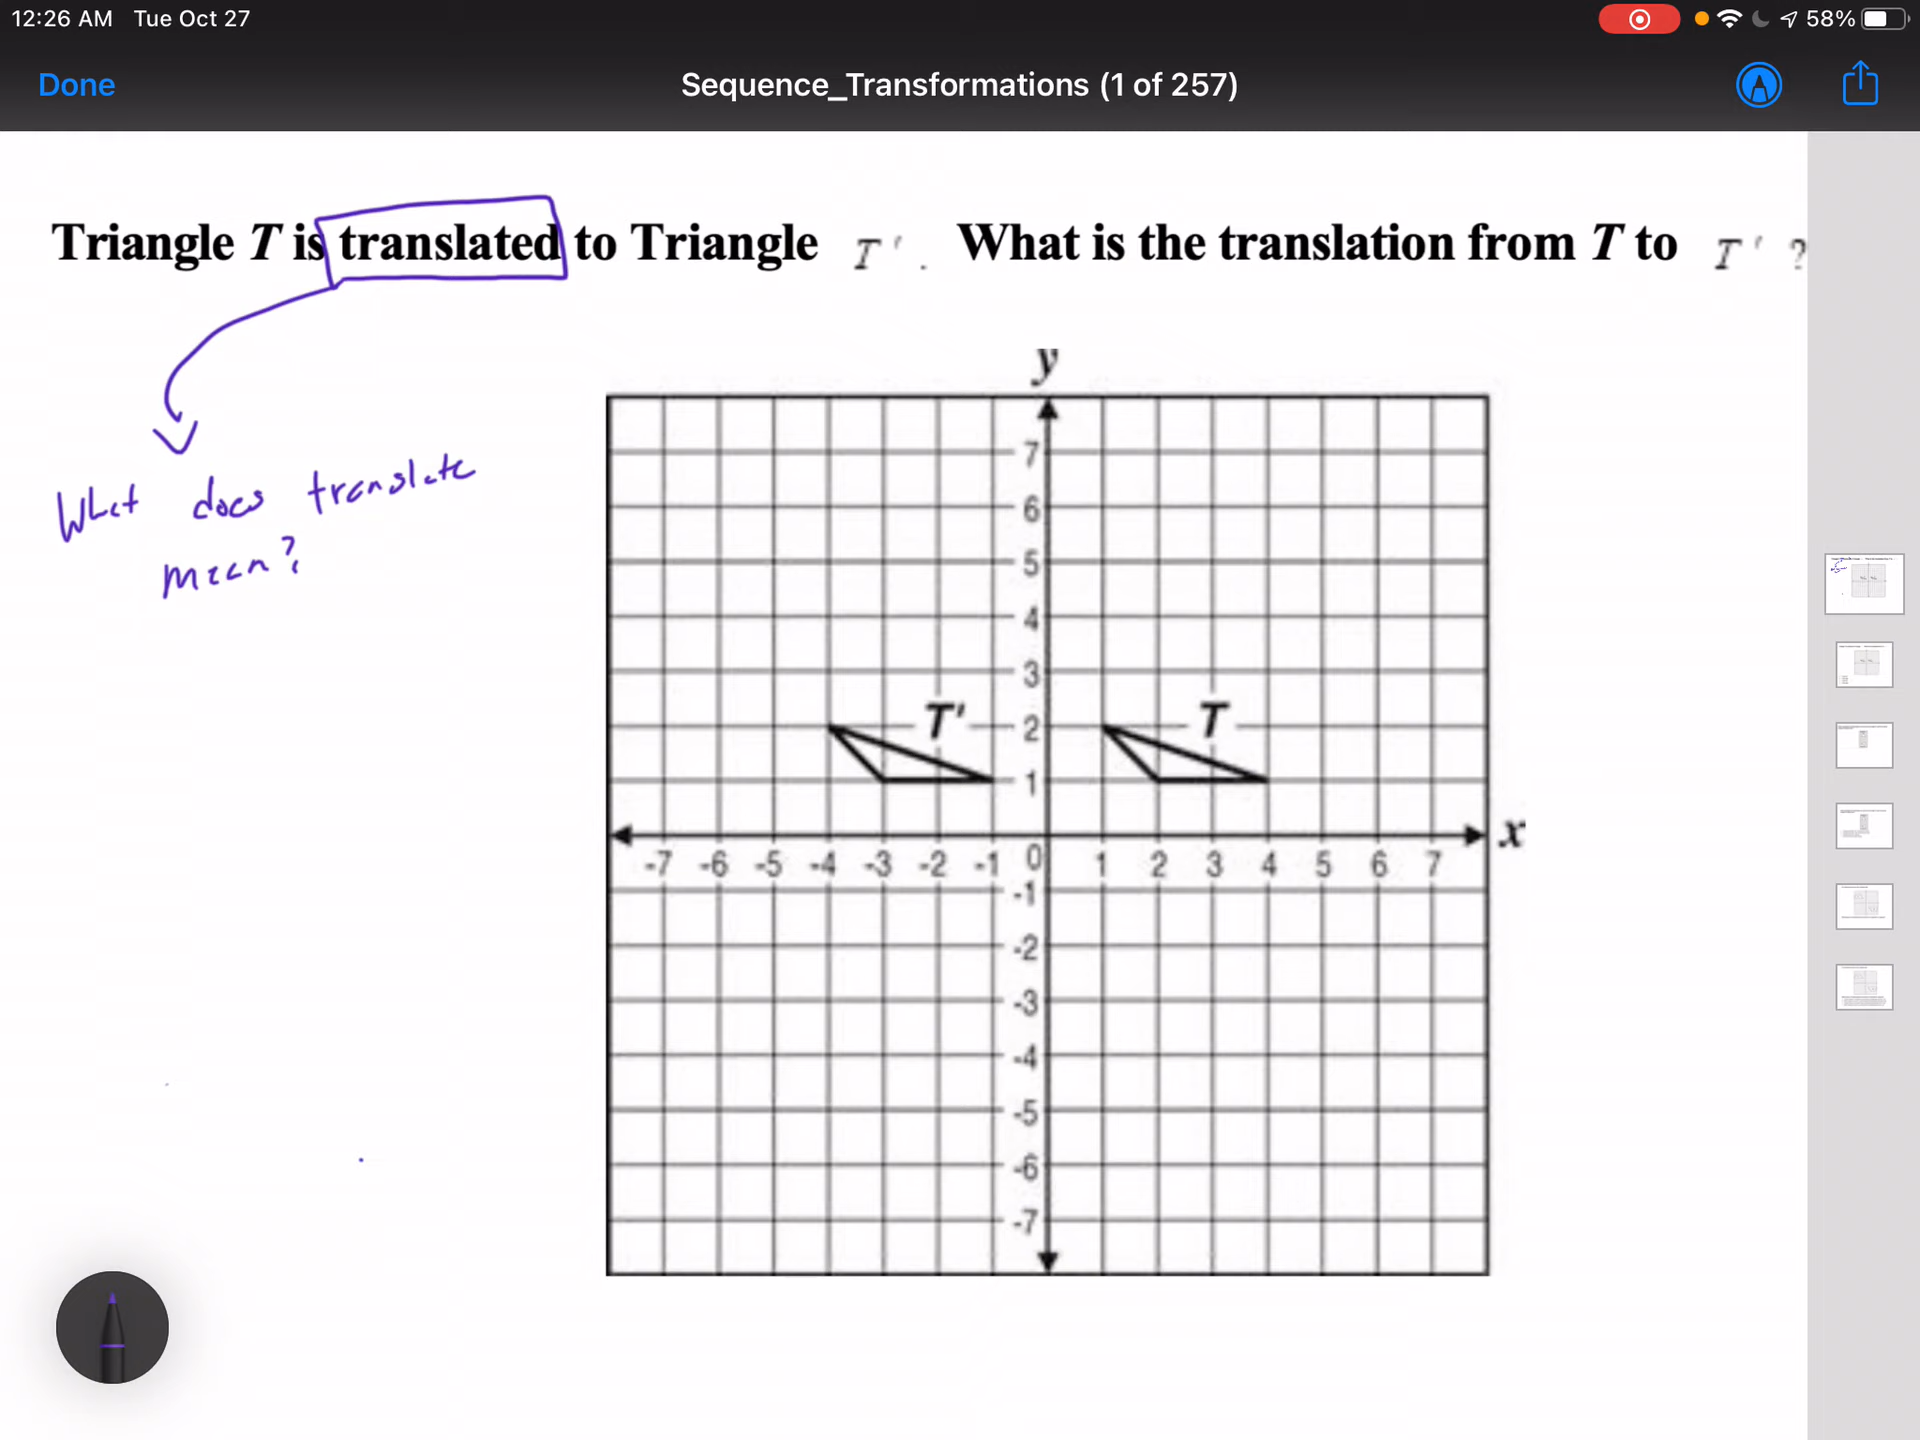 12:26 AM Tue Oct 27
58%
Done
Sequence_Transformations (1 of 257)
Triangle T is translated to Triangle T′. What is the translation from T to T′ ?
What does translate
mean?
y
7
6
5
4
3
T′ 2 T
1
x
-7 -6 -5 -4 -3 -2 -1 0 1 2 3 4 5 6 7
-1
-2
-3
-4
-5
-6
-7